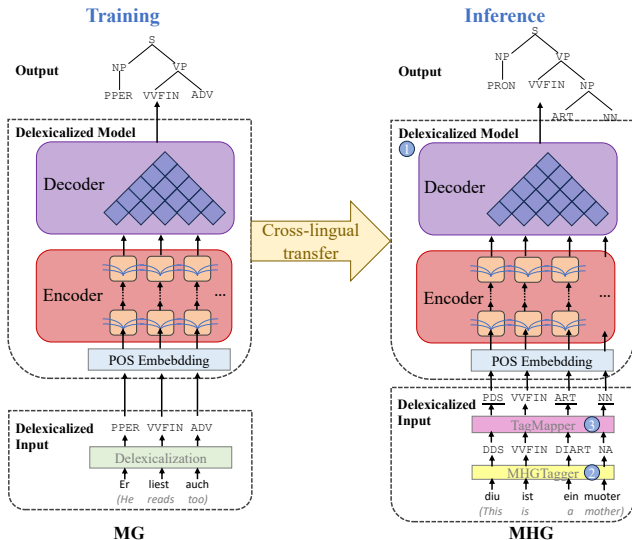 Training
Output
S
NP VP
PPER VVFIN ADV
Delexicalized Model
Decoder
Encoder
...
POS Emebdding
Delexicalized
Input
PPER VVFIN ADV
Delexicalization
Er liest auch
(He reads too)
MG
Cross-lingual
transfer
Inference
Output
S
NP VP
PRON VVFIN NP
ART NN
Delexicalized Model
1
Decoder
Encoder
...
POS Emebdding
Delexicalized
Input
PDS VVFIN ART NN
TagMapper 3
DDS VVFIN DIART NA
MHGTagger 2
diu ist ein muoter
(This is a mother)
MHG